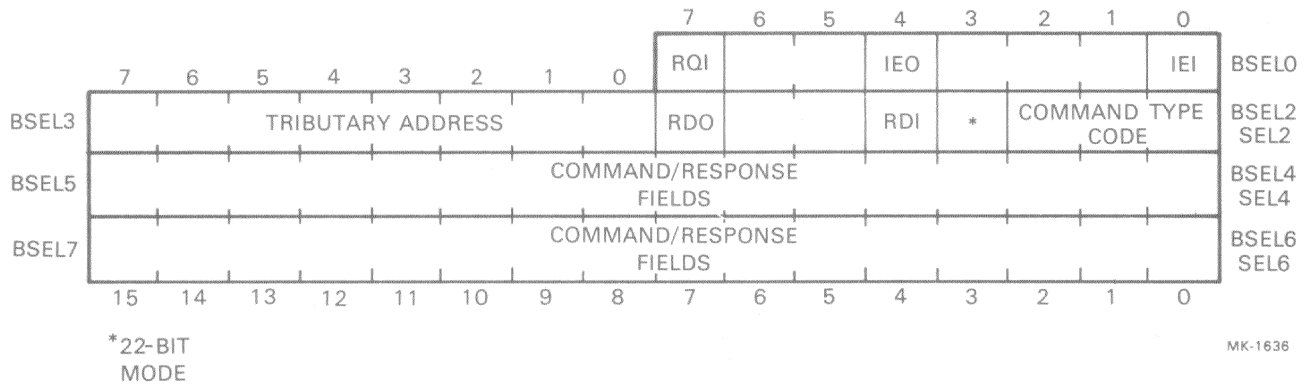 7 6 5 4 3 2 1 0
RQI IEO IEI BSEL0
7 6 5 4 3 2 1 0
BSEL3 TRIBUTARY ADDRESS RDO RDI * COMMAND TYPE CODE BSEL2 SEL2
BSEL5 COMMAND/RESPONSE FIELDS BSEL4 SEL4
BSEL7 COMMAND/RESPONSE FIELDS BSEL6 SEL6
15 14 13 12 11 10 9 8 7 6 5 4 3 2 1 0
*22-BIT
MODE
MK-1636